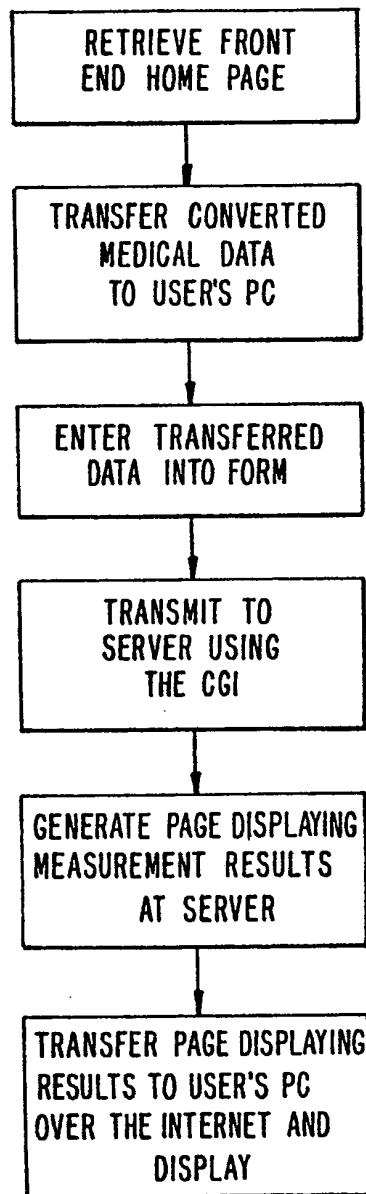 RETRIEVE FRONT
END HOME PAGE
TRANSFER CONVERTED
MEDICAL DATA
TO USER'S PC
ENTER TRANSFERRED
DATA INTO FORM
TRANSMIT TO
SERVER USING
THE CGI
GENERATE PAGE DISPLAYING
MEASUREMENT RESULTS
AT SERVER
TRANSFER PAGE DISPLAYING
RESULTS TO USER'S PC
OVER THE INTERNET AND
DISPLAY